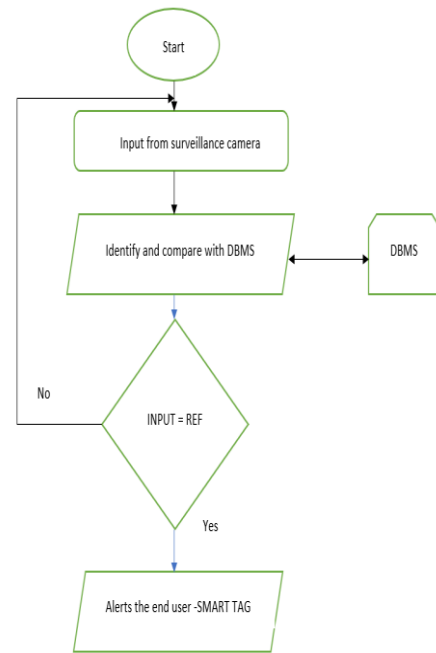 Start
Input from surveillance camera
Identify and compare with DBMS
DBMS
INPUT = REF
No
Yes
Alerts the end user -SMART TAG